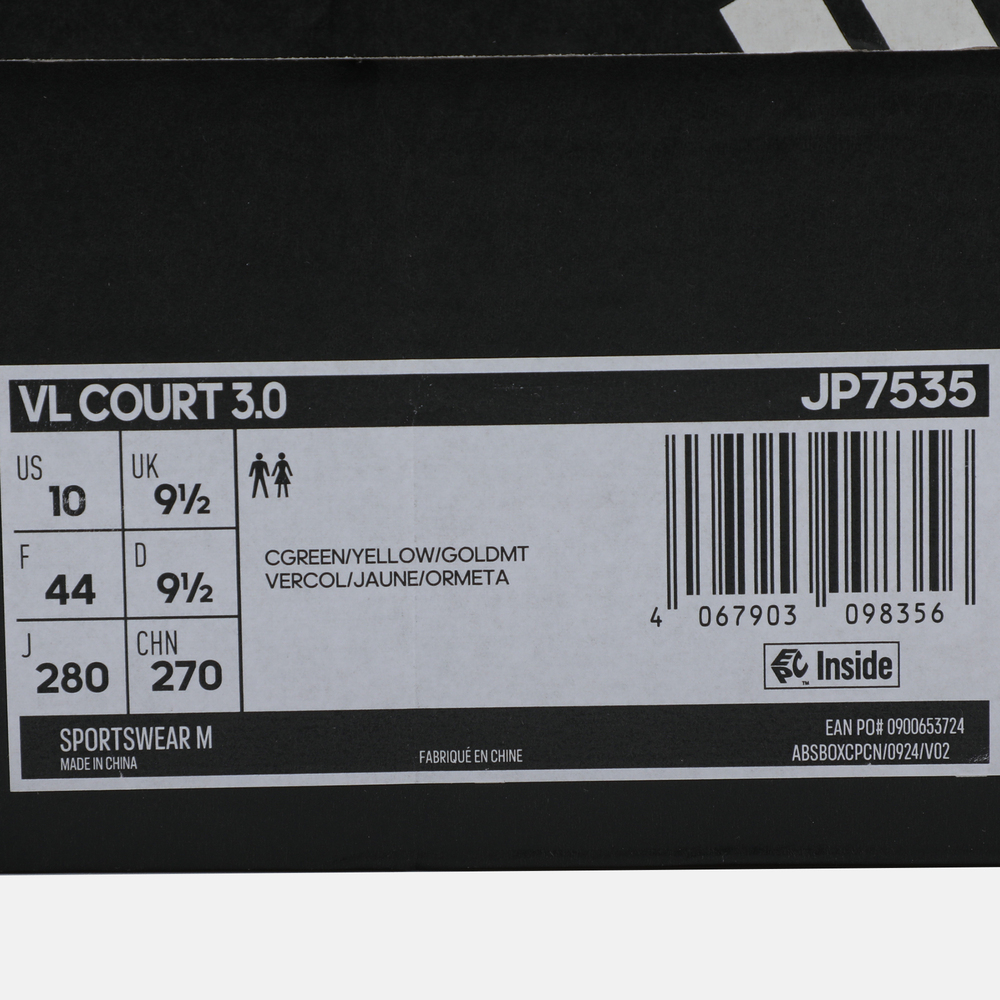 VL COURT 3.0
JP7535
US 10
UK 9½
F 44
D 9½
J 280
CHN 270
CGREEN/YELLOW/GOLDMT
VERCOL/JAUNE/ORMETA
4 067903 098356
EPC Inside
™
SPORTSWEAR M
MADE IN CHINA
FABRIQUÉ EN CHINE
EAN PO# 0900653724
ABSBOXCPCN/0924/V02